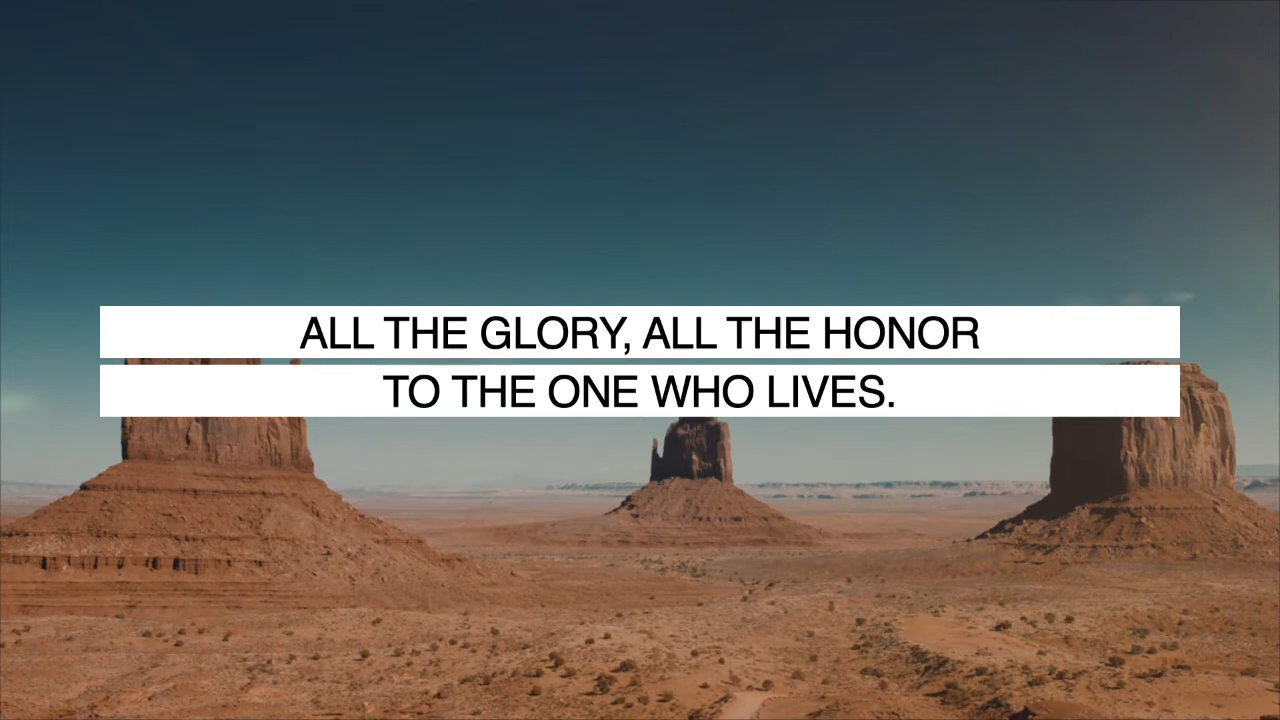 ALL THE GLORY, ALL THE HONOR
TO THE ONE WHO LIVES.